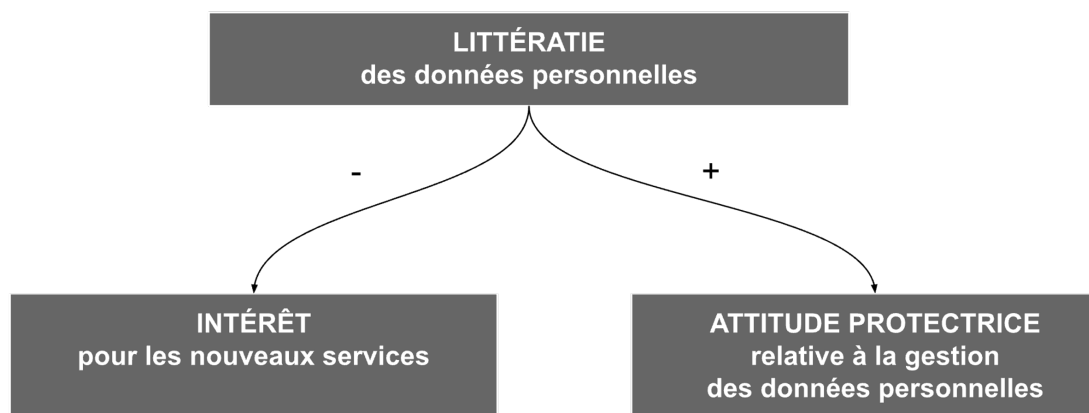 LITTÉRATIE
des données personnelles
-
+
INTÉRÊT
pour les nouveaux services
ATTITUDE PROTECTRICE
relative à la gestion
des données personnelles